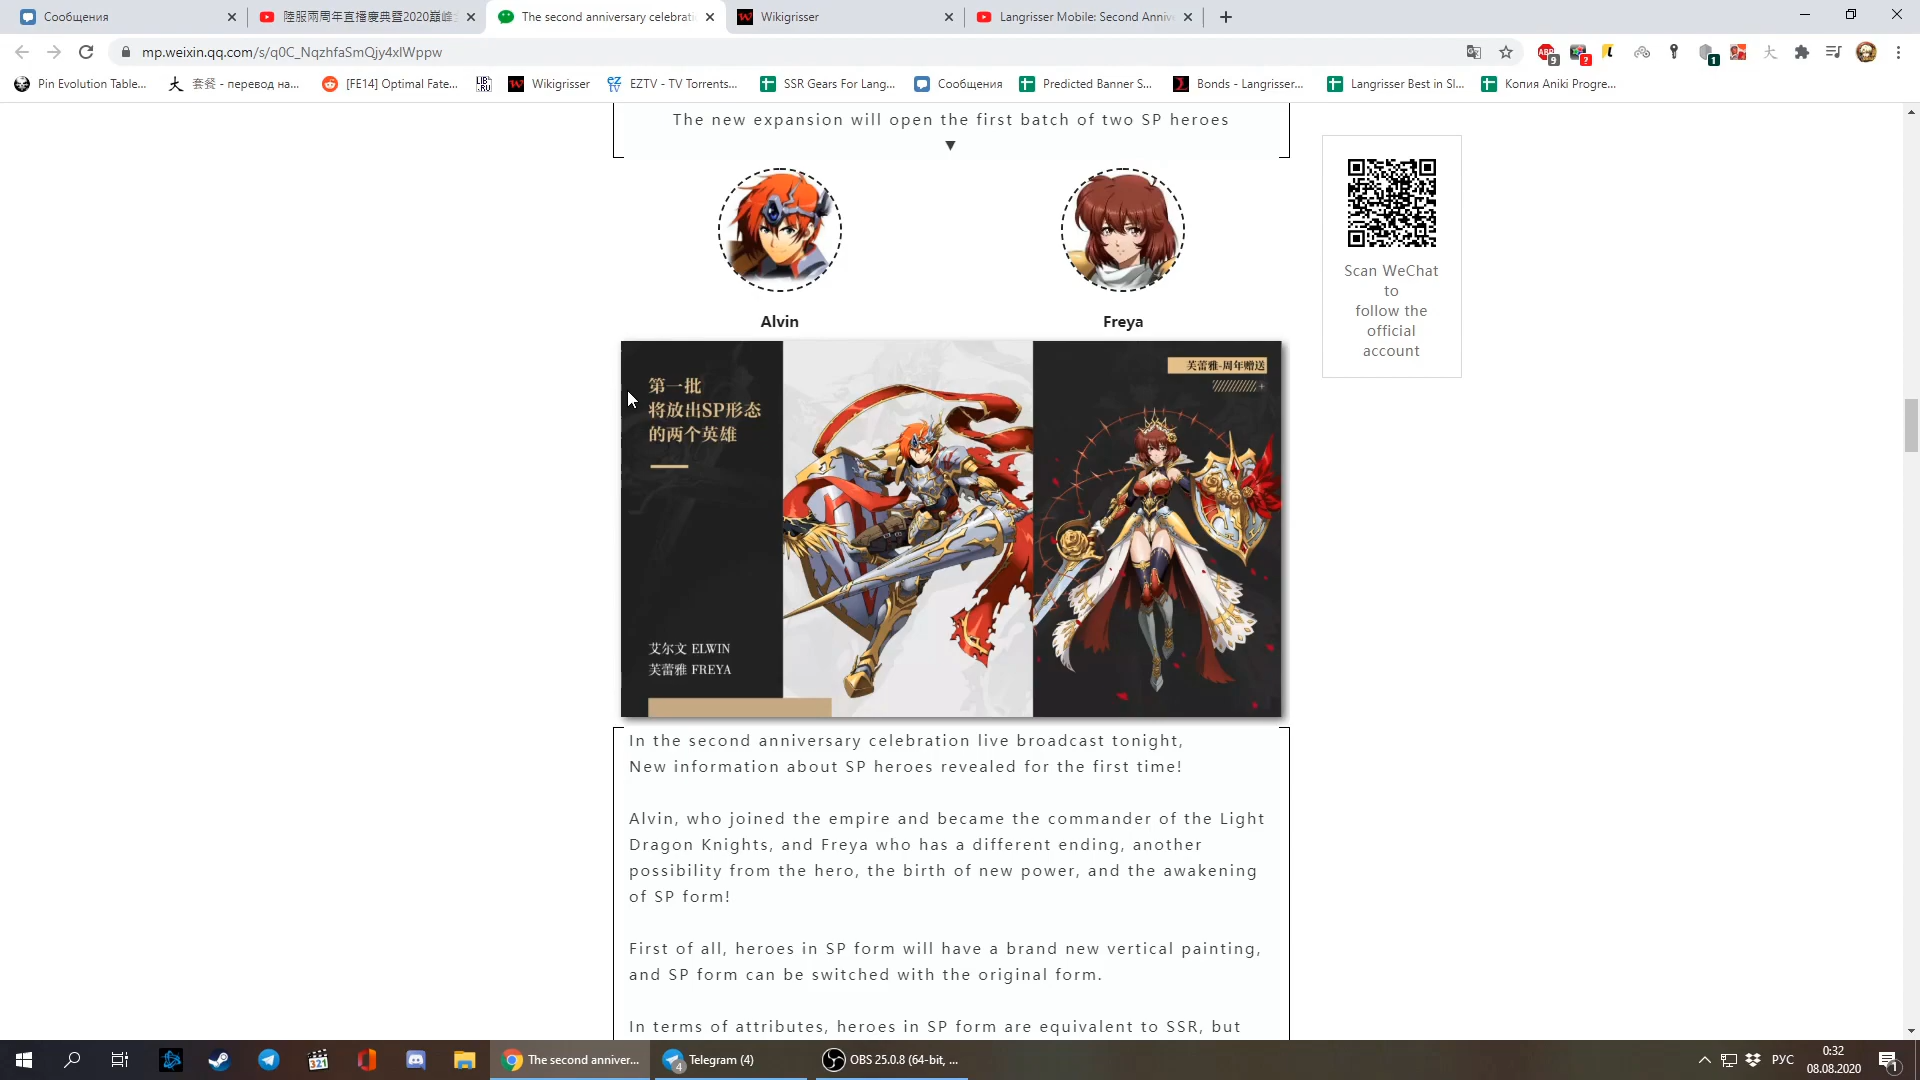 Сообщения
陸服兩周年直播慶典暨2020巔峰
The second anniversary celebrati
Wikigrisser
Langrisser Mobile: Second Anniv
mp.weixin.qq.com/s/q0C_NqzhfaSmQjy4xIWppw
ABP
9
?
1
Pin Evolution Table...
套餐 - перевод на...
[FE14] Optimal Fate...
LIB
.RU
Wikigrisser
EZTV - TV Torrents...
SSR Gears For Lang...
Сообщения
Predicted Banner S...
Bonds - Langrisser...
Langrisser Best in Sl...
Копия Aniki Progre...
The new expansion will open the first batch of two SP heroes
▼
Alvin
Freya
Scan WeChat
to
follow the
official
account
第一批
将放出SP形态
的两个英雄
芙蕾雅-周年赠送
艾尔文 ELWIN
芙蕾雅 FREYA
In the second anniversary celebration live broadcast tonight,
New information about SP heroes revealed for the first time!
Alvin, who joined the empire and became the commander of the Light
Dragon Knights, and Freya who has a different ending, another
possibility from the hero, the birth of new power, and the awakening
of SP form!
First of all, heroes in SP form will have a brand new vertical painting,
and SP form can be switched with the original form.
In terms of attributes, heroes in SP form are equivalent to SSR, but
321
The second anniver...
4
Telegram (4)
OBS 25.0.8 (64-bit, ...
РУС
0:32
08.08.2020
1